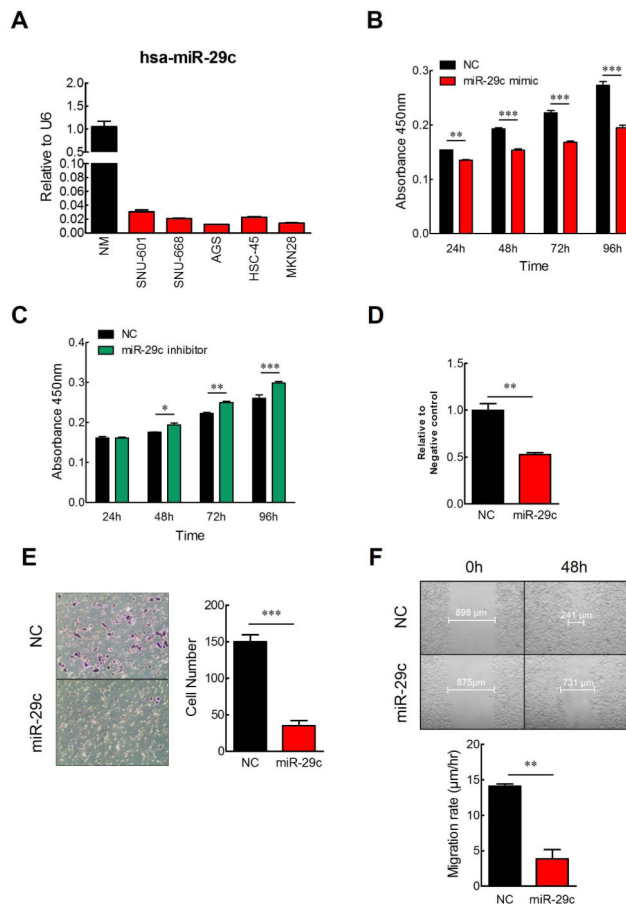 A
hsa-miR-29c
Relative to U6
1.5
1.0
0.5
0.10
0.08
0.06
0.04
0.02
0.00
NM
SNU-601
SNU-668
AGS
HSC-45
MKN28
B
NC
miR-29c mimic
Absorbance 450nm
0.3
0.2
0.1
0.0
**
***
***
***
24h 48h 72h 96h
Time
C
NC
miR-29c inhibitor
Absorbance 450nm
0.4
0.3
0.2
0.1
0.0
*
**
***
24h 48h 72h 96h
Time
D
Relative to
Negative control
1.5
1.0
0.5
0.0
**
NC miR-29c
E
NC
miR-29c
Cell Number
200
150
100
50
0
***
NC miR-29c
F
0h 48h
NC
898 µm
241 µm
miR-29c
875µm
731 µm
Migration rate (µm/hr)
20
15
10
5
0
**
NC miR-29c